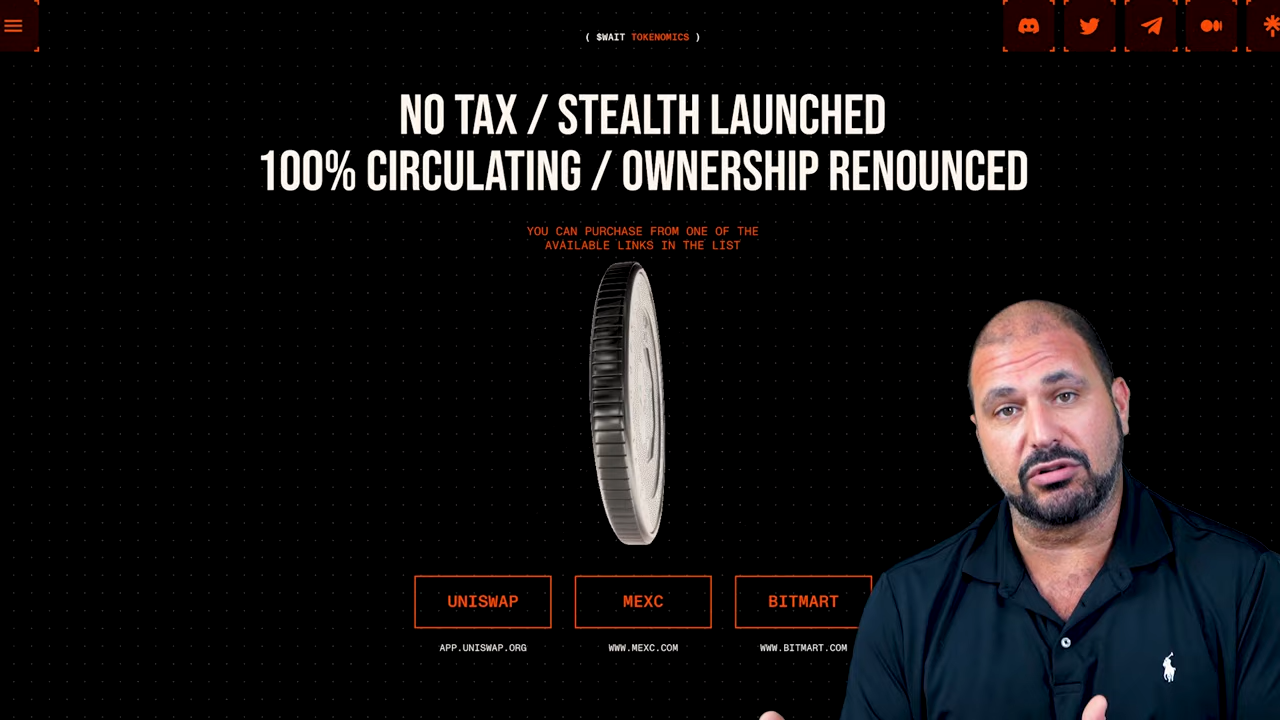 ( $WAIT TOKENOMICS )
NO TAX / STEALTH LAUNCHED
100% CIRCULATING / OWNERSHIP RENOUNCED
YOU CAN PURCHASE FROM ONE OF THE
AVAILABLE LINKS IN THE LIST
UNISWAP MEXC BITMART
APP.UNISWAP.ORG WWW.MEXC.COM WWW.BITMART.COM